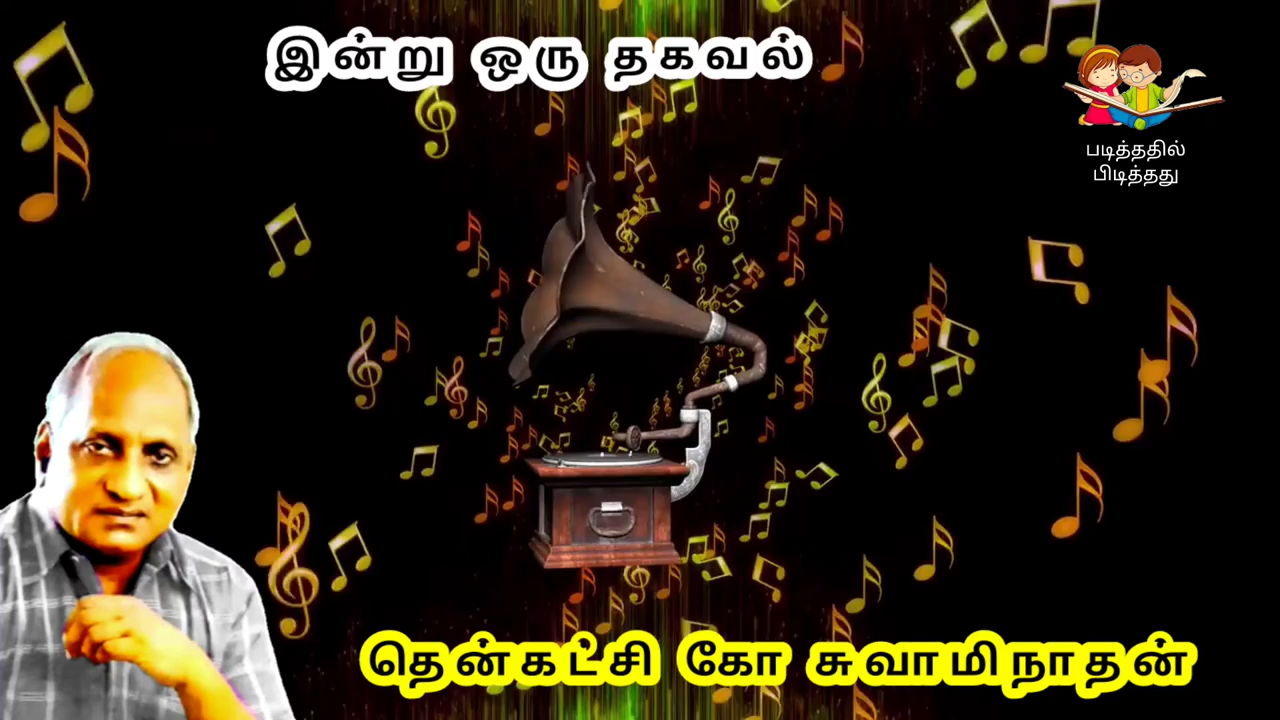 இன்று ஒரு தகவல்
படித்ததில்
பிடித்தது
தென்கட்சி கோ சுவாமிநாதன்